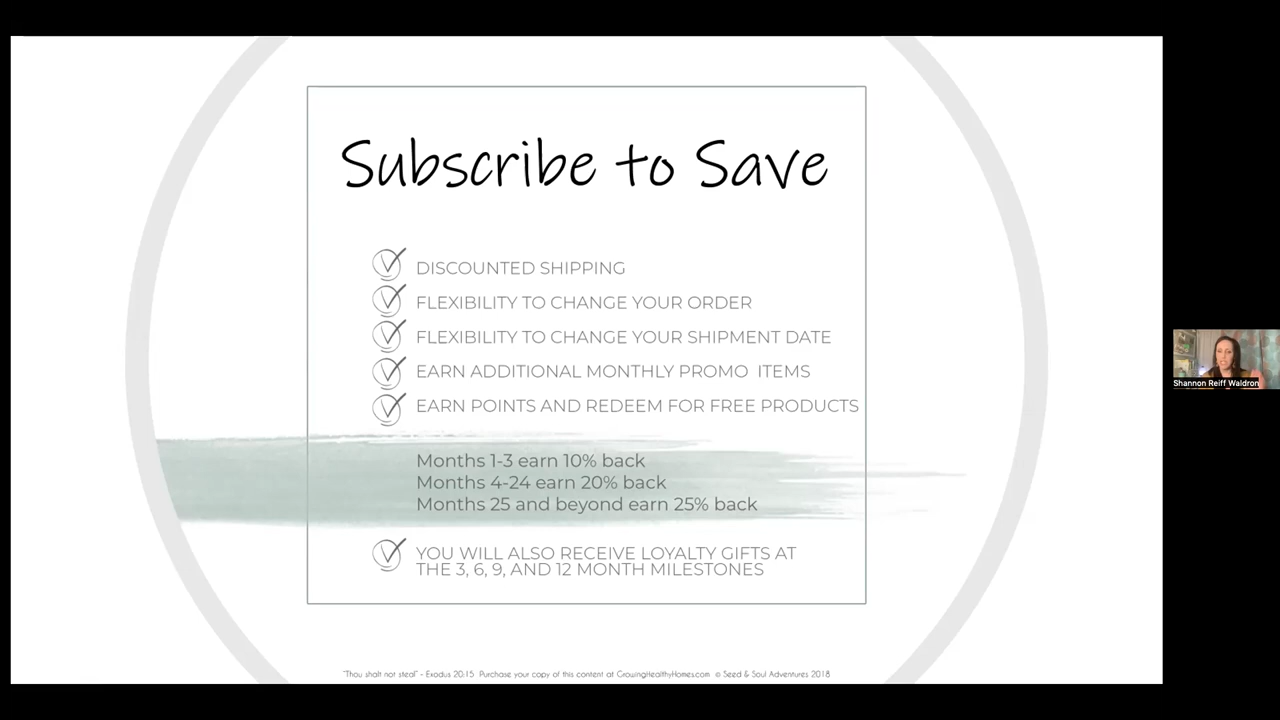 Subscribe to Save
DISCOUNTED SHIPPING
FLEXIBILITY TO CHANGE YOUR ORDER
FLEXIBILITY TO CHANGE YOUR SHIPMENT DATE
EARN ADDITIONAL MONTHLY PROMO ITEMS
EARN POINTS AND REDEEM FOR FREE PRODUCTS
Months 1-3 earn 10% back
Months 4-24 earn 20% back
Months 25 and beyond earn 25% back
YOU WILL ALSO RECEIVE LOYALTY GIFTS AT
THE 3, 6, 9, AND 12 MONTH MILESTONES
"Thou shalt not steal" - Exodus 20:15 Purchase your copy of this content at GrowingHealthyHomes.com © Seed & Soul Adventures 2018
Shannon Reiff Waldron